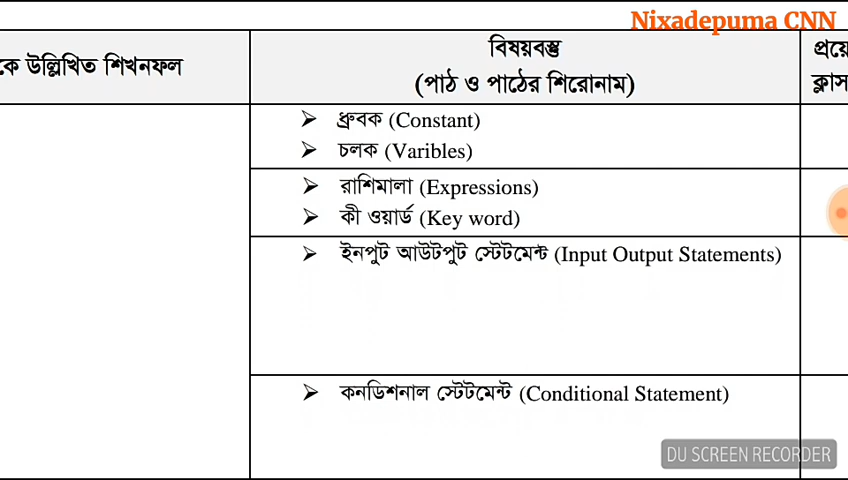 Nixadepuma CNN
কে উল্লিখিত শিখনফল
বিষয়বস্তু
(পাঠ ও পাঠের শিরোনাম)
প্রয়ে
ক্লাস
➢ ধ্রুবক (Constant)
➢ চলক (Varibles)
➢ রাশিমালা (Expressions)
➢ কী ওয়ার্ড (Key word)
➢ ইনপুট আউটপুট স্টেটমেন্ট (Input Output Statements)
➢ কনডিশনাল স্টেটমেন্ট (Conditional Statement)
DU SCREEN RECORDER